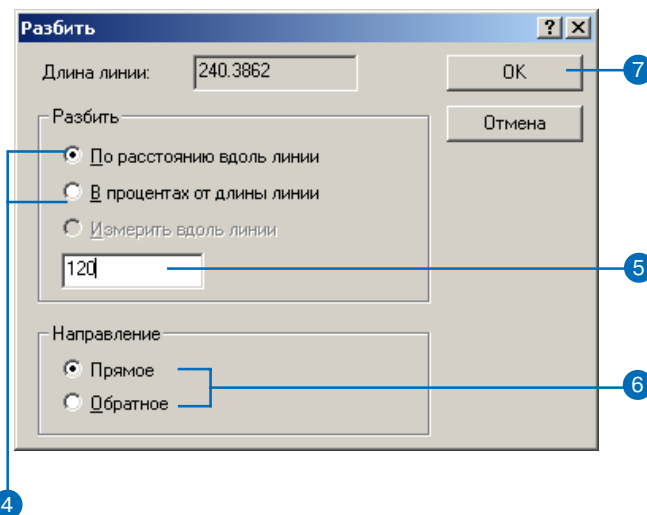 Разбить
Длина линии: 240.3862
OK
7
Отмена
Разбить
По расстоянию вдоль линии
В процентах от длины линии
Измерить вдоль линии
120
5
Направление
Прямое
Обратное
6
4